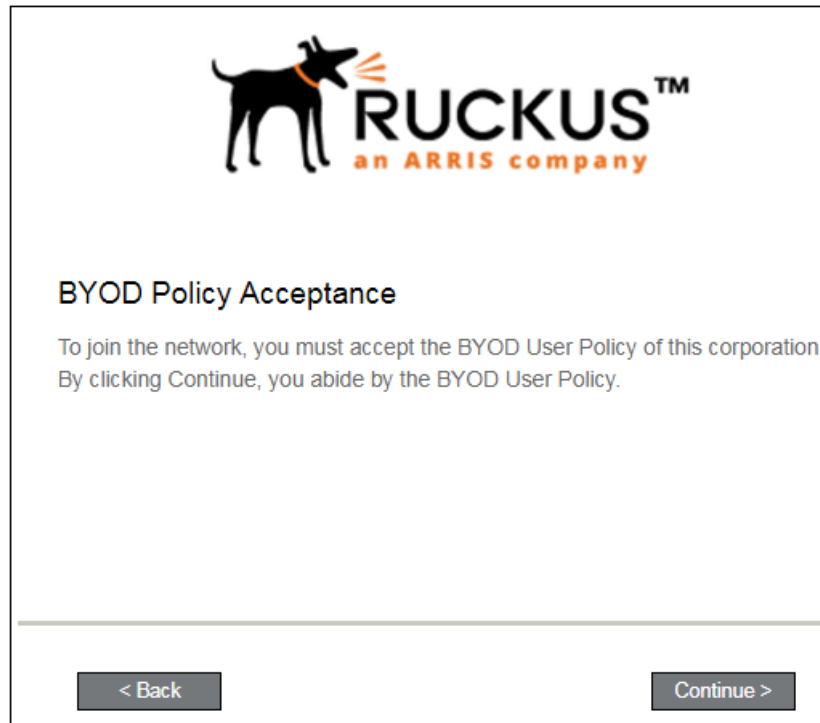 RUCKUS™
an ARRIS company
BYOD Policy Acceptance
To join the network, you must accept the BYOD User Policy of this corporation
By clicking Continue, you abide by the BYOD User Policy.
< Back
Continue >